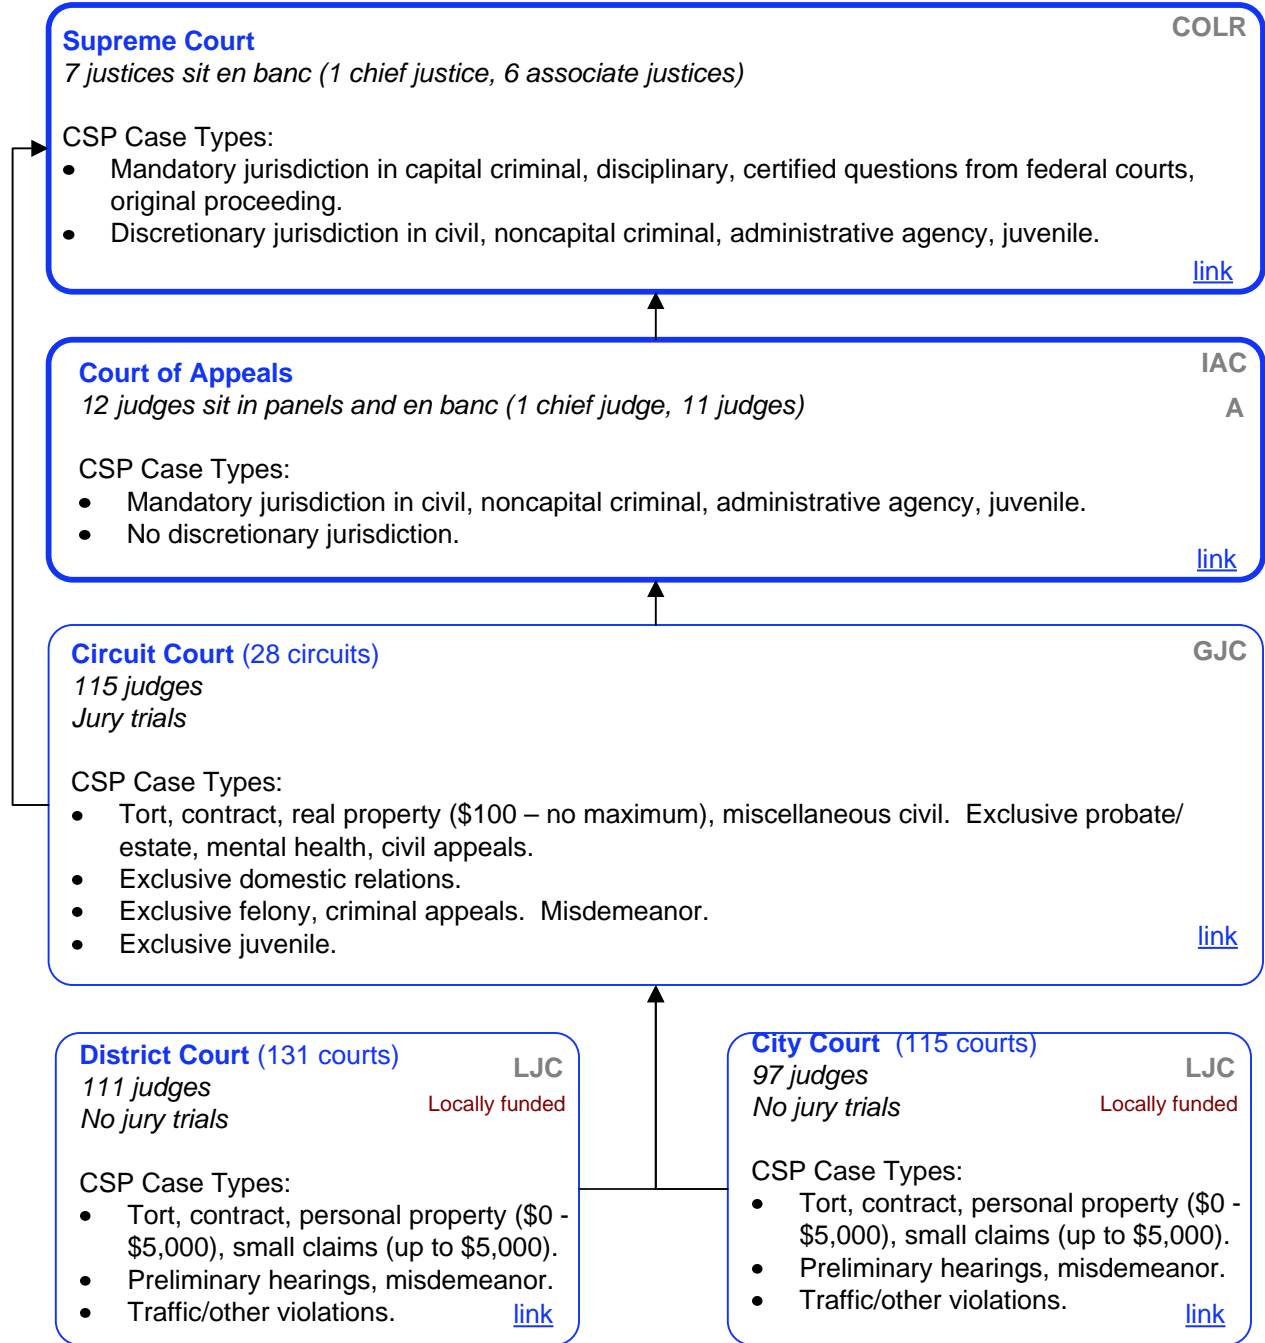 COLR
Supreme Court
7 justices sit en banc (1 chief justice, 6 associate justices)
CSP Case Types:
• Mandatory jurisdiction in capital criminal, disciplinary, certified questions from federal courts,
original proceeding.
• Discretionary jurisdiction in civil, noncapital criminal, administrative agency, juvenile.
link
IAC
Court of Appeals
12 judges sit in panels and en banc (1 chief judge, 11 judges)
A
CSP Case Types:
• Mandatory jurisdiction in civil, noncapital criminal, administrative agency, juvenile.
• No discretionary jurisdiction.
link
Circuit Court (28 circuits)
GJC
115 judges
Jury trials
CSP Case Types:
• Tort, contract, real property ($100 – no maximum), miscellaneous civil.  Exclusive probate/
estate, mental health, civil appeals.
• Exclusive domestic relations.
• Exclusive felony, criminal appeals.  Misdemeanor.
• Exclusive juvenile.
link
District Court (131 courts)
LJC
111 judges
Locally funded
No jury trials
CSP Case Types:
• Tort, contract, personal property ($0 -
$5,000), small claims (up to $5,000).
• Preliminary hearings, misdemeanor.
• Traffic/other violations.
link
City Court  (115 courts)
LJC
97 judges
Locally funded
No jury trials
CSP Case Types:
• Tort, contract, personal property ($0 -
$5,000), small claims (up to $5,000).
• Preliminary hearings, misdemeanor.
• Traffic/other violations.
link